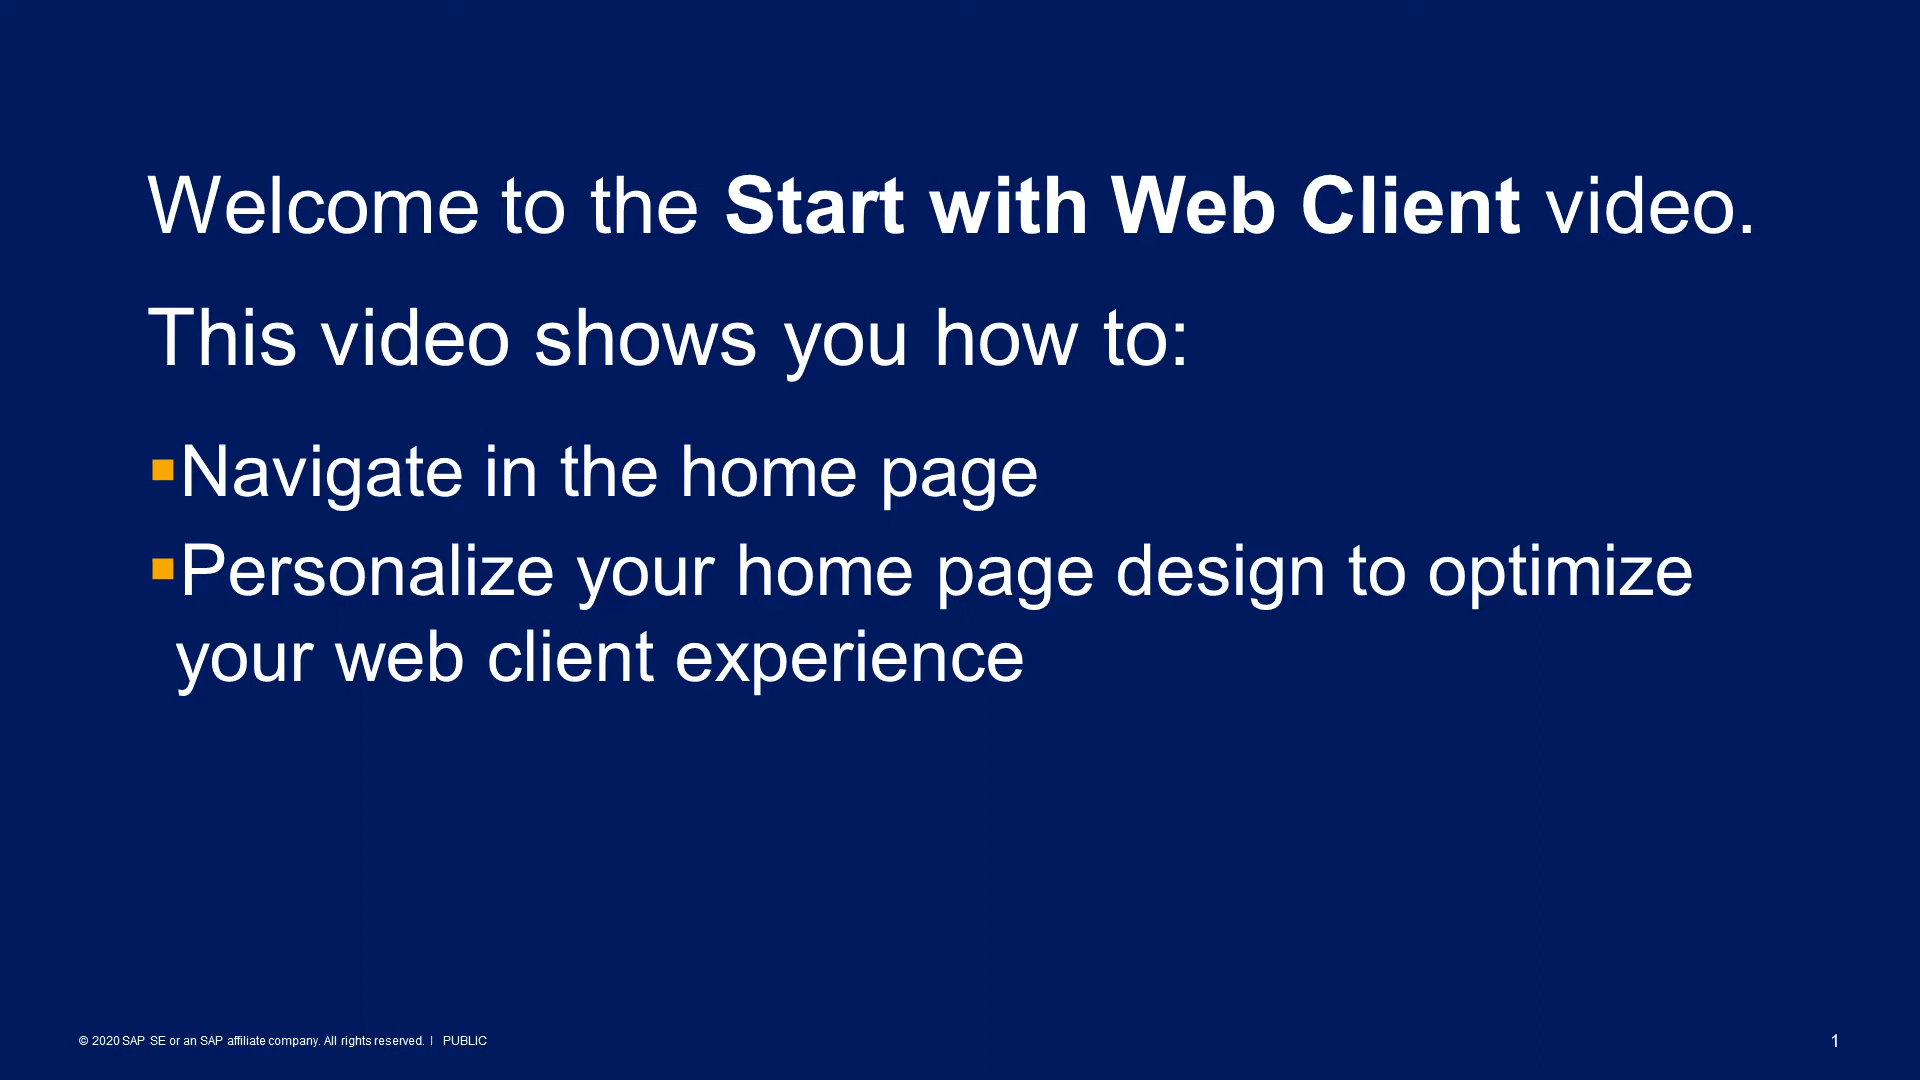 Welcome to the Start with Web Client video.
This video shows you how to:
▪Navigate in the home page
▪Personalize your home page design to optimize
your web client experience
© 2020 SAP SE or an SAP affiliate company. All rights reserved. | PUBLIC
1